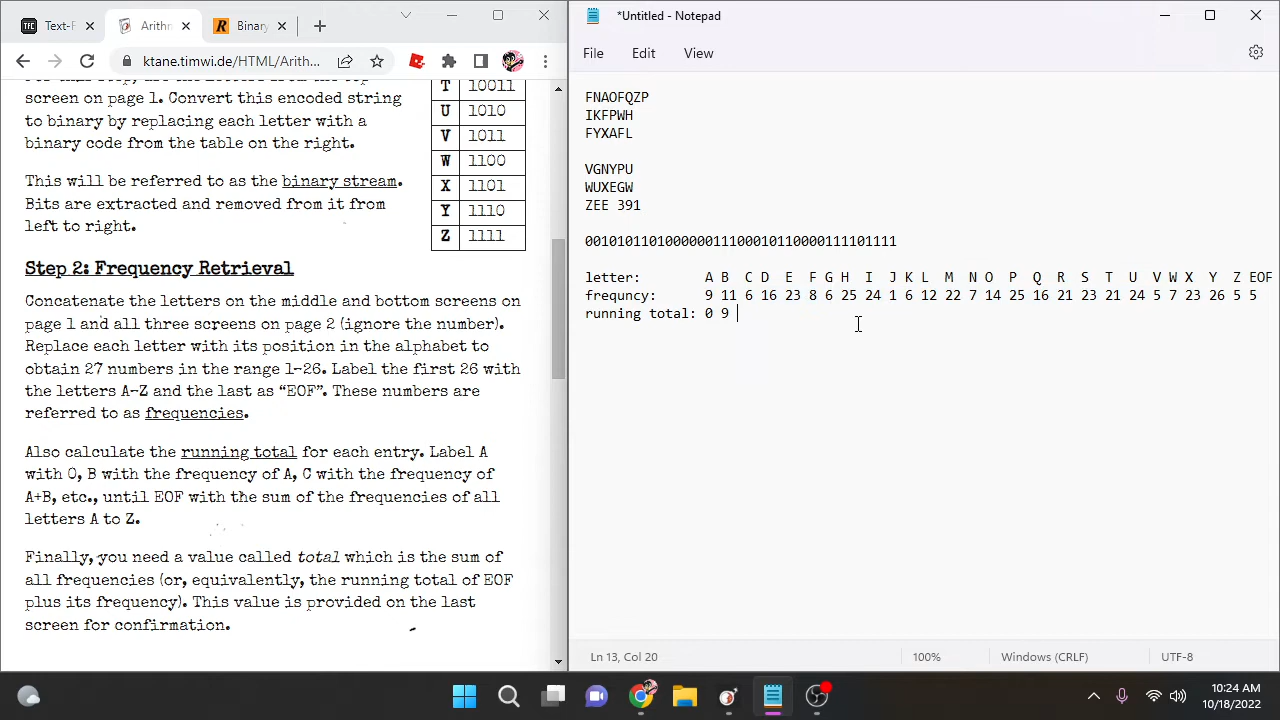 Text-F
Arithm
Binary
*Untitled - Notepad
ktane.timwi.de/HTML/Arith...
File Edit View
screen on page 1. Convert this encoded string
to binary by replacing each letter with a
binary code from the table on the right.
This will be referred to as the binary stream.
Bits are extracted and removed from it from
left to right.
T 10011
U 1010
V 1011
W 1100
X 1101
Y 1110
Z 1111
Step 2: Frequency Retrieval
Concatenate the letters on the middle and bottom screens on
page 1 and all three screens on page 2 (ignore the number).
Replace each letter with its position in the alphabet to
obtain 27 numbers in the range 1-26. Label the first 26 with
the letters A-Z and the last as “EOF”. These numbers are
referred to as frequencies.
Also calculate the running total for each entry. Label A
with 0, B with the frequency of A, C with the frequency of
A+B, etc., until EOF with the sum of the frequencies of all
letters A to Z.
Finally, you need a value called total which is the sum of
all frequencies (or, equivalently, the running total of EOF
plus its frequency). This value is provided on the last
screen for confirmation.
FNAOFQZP
IKFPWH
FYXAFL
VGNYPU
WUXEGW
ZEE 391
001010110100000011100010110000111101111
letter: A B C D E F G H I J K L M N O P Q R S T U V W X Y Z EOF
frequncy: 9 11 6 16 23 8 6 25 24 1 6 12 22 7 14 25 16 21 23 21 24 5 7 23 26 5 5
running total: 0 9
Ln 13, Col 20
100%
Windows (CRLF)
UTF-8
10:24 AM
10/18/2022